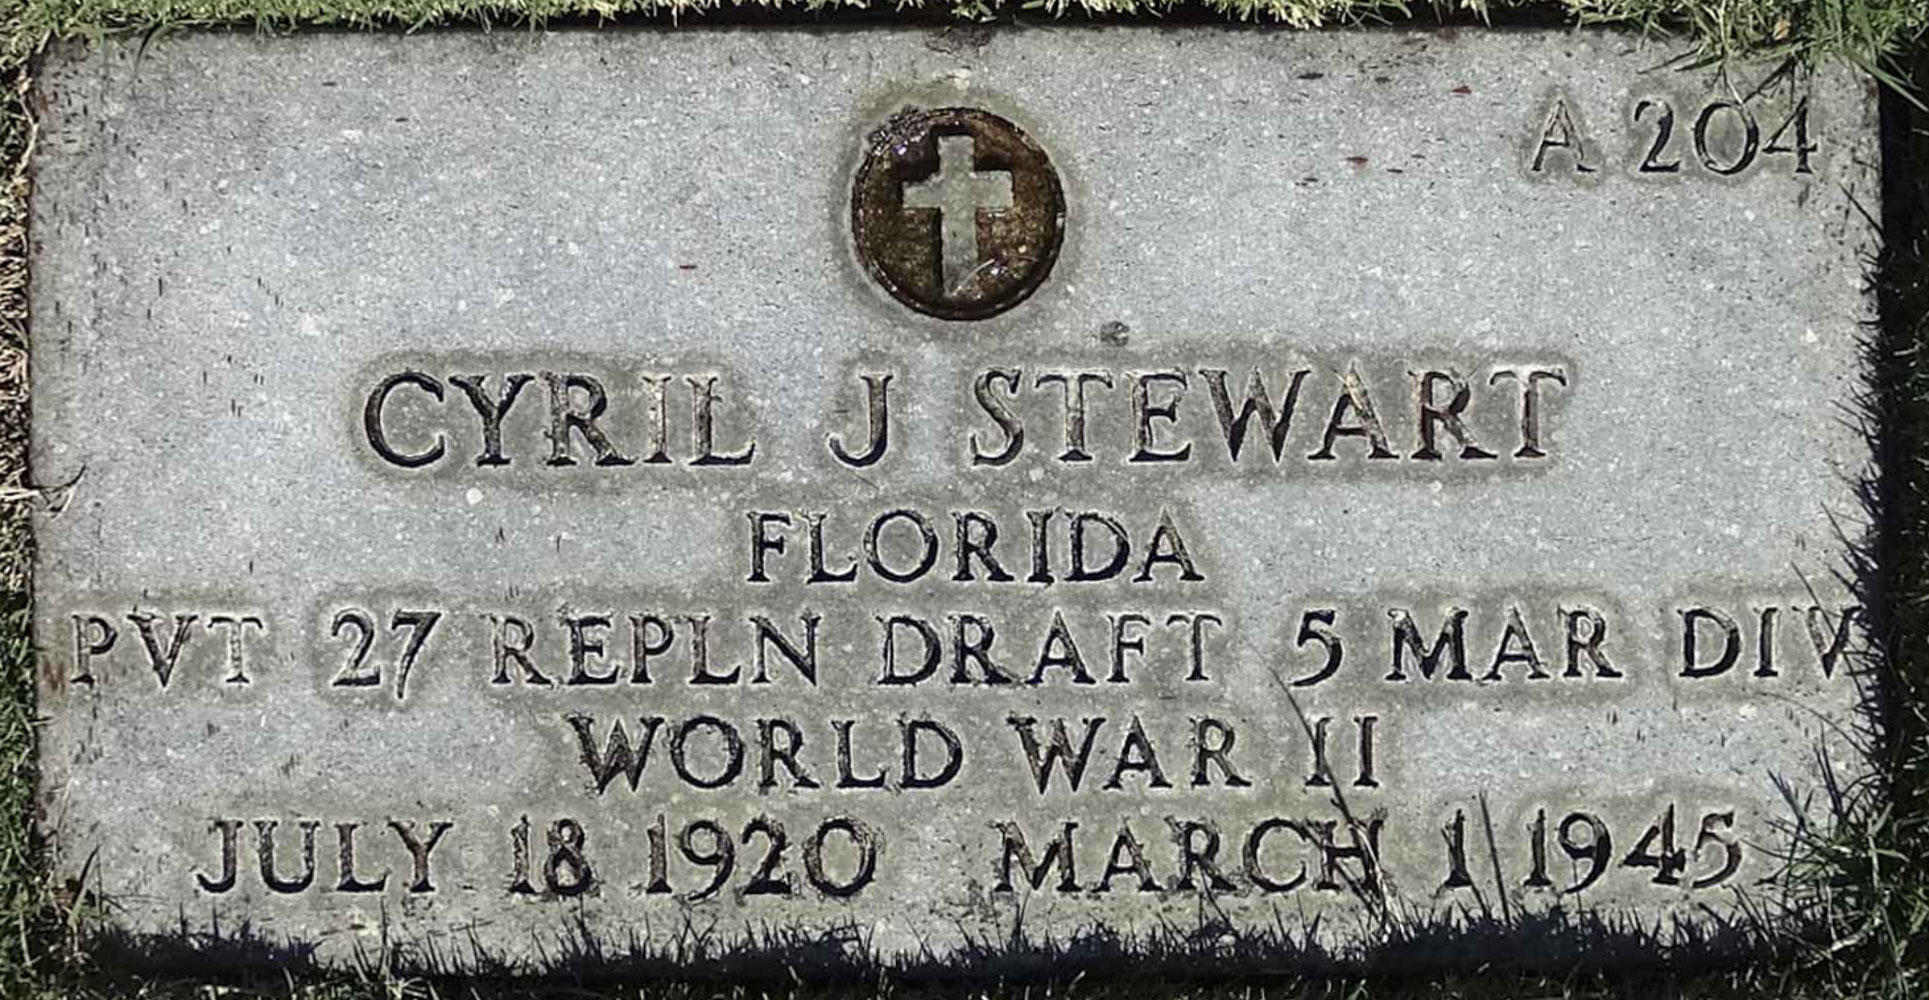 A 204
CYRIL J STEWART
FLORIDA
PVT 27 REPLN DRAFT 5 MAR DIV
WORLD WAR II
JULY 18 1920 MARCH 1 1945